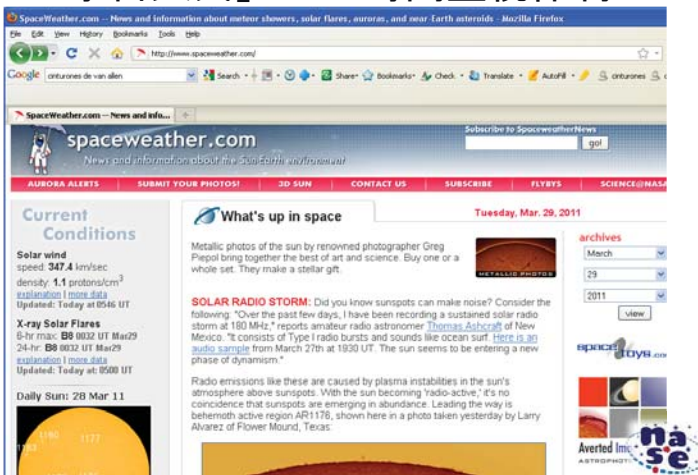 SpaceWeather.com -- News and information about meteor showers, solar flares, auroras, and near-Earth asteroids - Mozilla Firefox
File Edit View History Bookmarks Tools Help
http://www.spaceweather.com/
Google cinturones de van allen Search Share Bookmarks Check Translate AutoFill cinturones
SpaceWeather.com -- News and info...
spaceweather.com
News and information about the Sun-Earth environment
Subscribe to SpaceweatherNews
go!
AURORA ALERTS SUBMIT YOUR PHOTOS! 3D SUN CONTACT US SUBSCRIBE FLYBYS SCIENCE@NASA
Current
Conditions
Solar wind
speed: 347.4 km/sec
density: 1.1 protons/cm3
explanation | more data
Updated: Today at 0546 UT
X-ray Solar Flares
6-hr max: B8 0032 UT Mar29
24-hr: B8 0032 UT Mar29
explanation | more data
Updated: Today at: 0500 UT
Daily Sun: 28 Mar 11
1190
1177
1193
1176
What's up in space
Tuesday, Mar. 29, 2011
Metallic photos of the sun by renowned photographer Greg
Piepol bring together the best of art and science. Buy one or a
whole set. They make a stellar gift.
METALLIC PHOTOS
SOLAR RADIO STORM: Did you know sunspots can make noise? Consider the
following: "Over the past few days, I have been recording a sustained solar radio
storm at 180 MHz," reports amateur radio astronomer Thomas Ashcraft of New
Mexico. "It consists of Type I radio bursts and sounds like ocean surf. Here is an
audio sample from March 27th at 1930 UT. The sun seems to be entering a new
phase of dynamism."
Radio emissions like these are caused by plasma instabilities in the sun's
atmosphere above sunspots. With the sun becoming 'radio-active,' it's no
coincidence that sunspots are emerging in abundance. Leading the way is
behemoth active region AR1176, shown here in a photo taken yesterday by Larry
Alvarez of Flower Mound, Texas:
archives
March
29
2011
view
space toys.com
Averted
ASTROPHOTO
nase